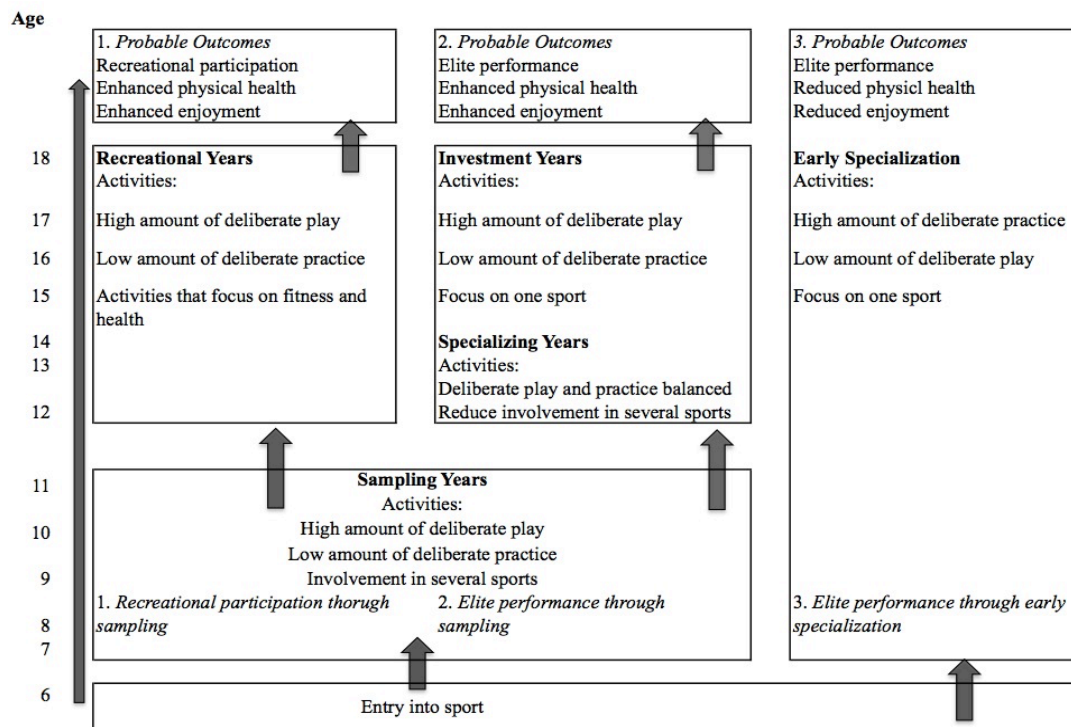 Age
1. Probable Outcomes
Recreational participation
Enhanced physical health
Enhanced enjoyment
2. Probable Outcomes
Elite performance
Enhanced physical health
Enhanced enjoyment
3. Probable Outcomes
Elite performance
Reduced physicl health
Reduced enjoyment
18
17
16
15
14
13
12
11
10
9
8
7
6
Recreational Years
Activities:
High amount of deliberate play
Low amount of deliberate practice
Activities that focus on fitness and
health
Investment Years
Activities:
High amount of deliberate play
Low amount of deliberate practice
Focus on one sport
Specializing Years
Activities:
Deliberate play and practice balanced
Reduce involvement in several sports
Early Specialization
Activities:
High amount of deliberate practice
Low amount of deliberate play
Focus on one sport
Sampling Years
Activities:
High amount of deliberate play
Low amount of deliberate practice
Involvement in several sports
1. Recreational participation thorugh
sampling
2. Elite performance through
sampling
3. Elite performance through early
specialization
Entry into sport